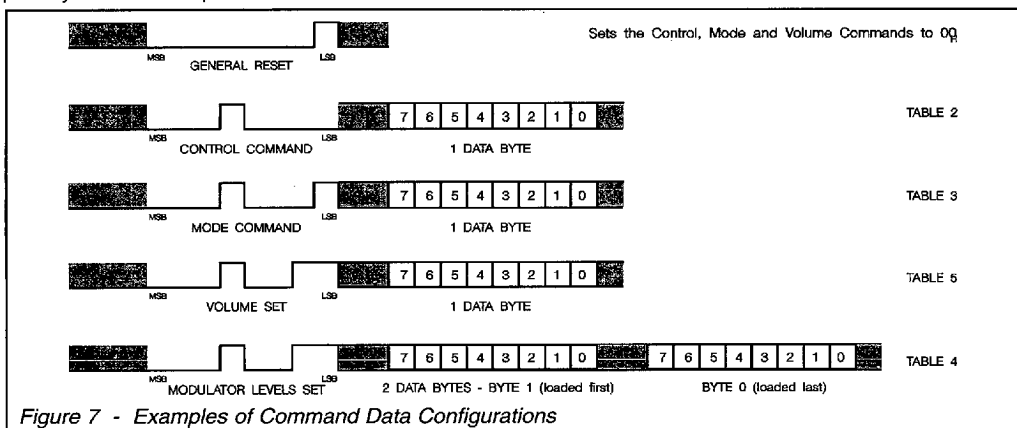 Sets the Control, Mode and Volume Commands to 00H
MSB LSB
GENERAL RESET
7 6 5 4 3 2 1 0 TABLE 2
MSB LSB
CONTROL COMMAND 1 DATA BYTE
7 6 5 4 3 2 1 0 TABLE 3
MSB LSB
MODE COMMAND 1 DATA BYTE
7 6 5 4 3 2 1 0 TABLE 5
MSB LSB
VOLUME SET 1 DATA BYTE
7 6 5 4 3 2 1 0 7 6 5 4 3 2 1 0 TABLE 4
MSB LSB
MODULATOR LEVELS SET 2 DATA BYTES - BYTE 1 (loaded first) BYTE 0 (loaded last)
Figure 7 - Examples of Command Data Configurations